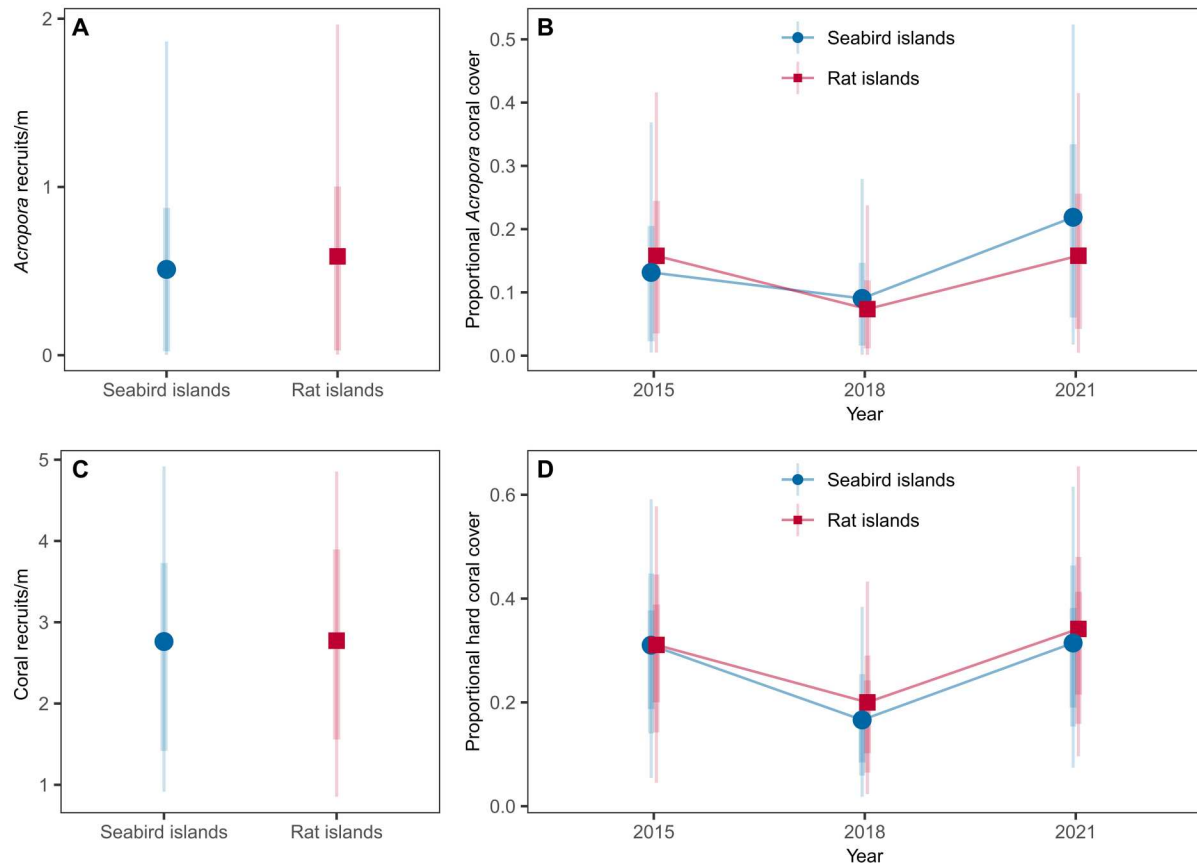 A
Acropora recruits/m
2
1
0
Seabird islands Rat islands
B
Proportional Acropora coral cover
0.5
0.4
0.3
0.2
0.1
0.0
Seabird islands
Rat islands
2015 2018 2021
Year
C
Coral recruits/m
5
4
3
2
1
Seabird islands Rat islands
D
Proportional hard coral cover
0.6
0.4
0.2
0.0
Seabird islands
Rat islands
2015 2018 2021
Year